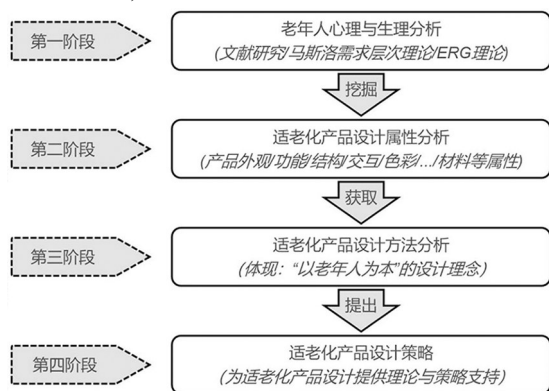 第一阶段
老年人心理与生理分析
(文献研究/马斯洛需求层次理论/ERG理论)
挖掘
第二阶段
适老化产品设计属性分析
(产品外观/功能/结构/交互/色彩/.../材料等属性)
获取
第三阶段
适老化产品设计方法分析
(体现：“以老年人为本”的设计理念)
提出
第四阶段
适老化产品设计策略
(为适老化产品设计提供理论与策略支持)